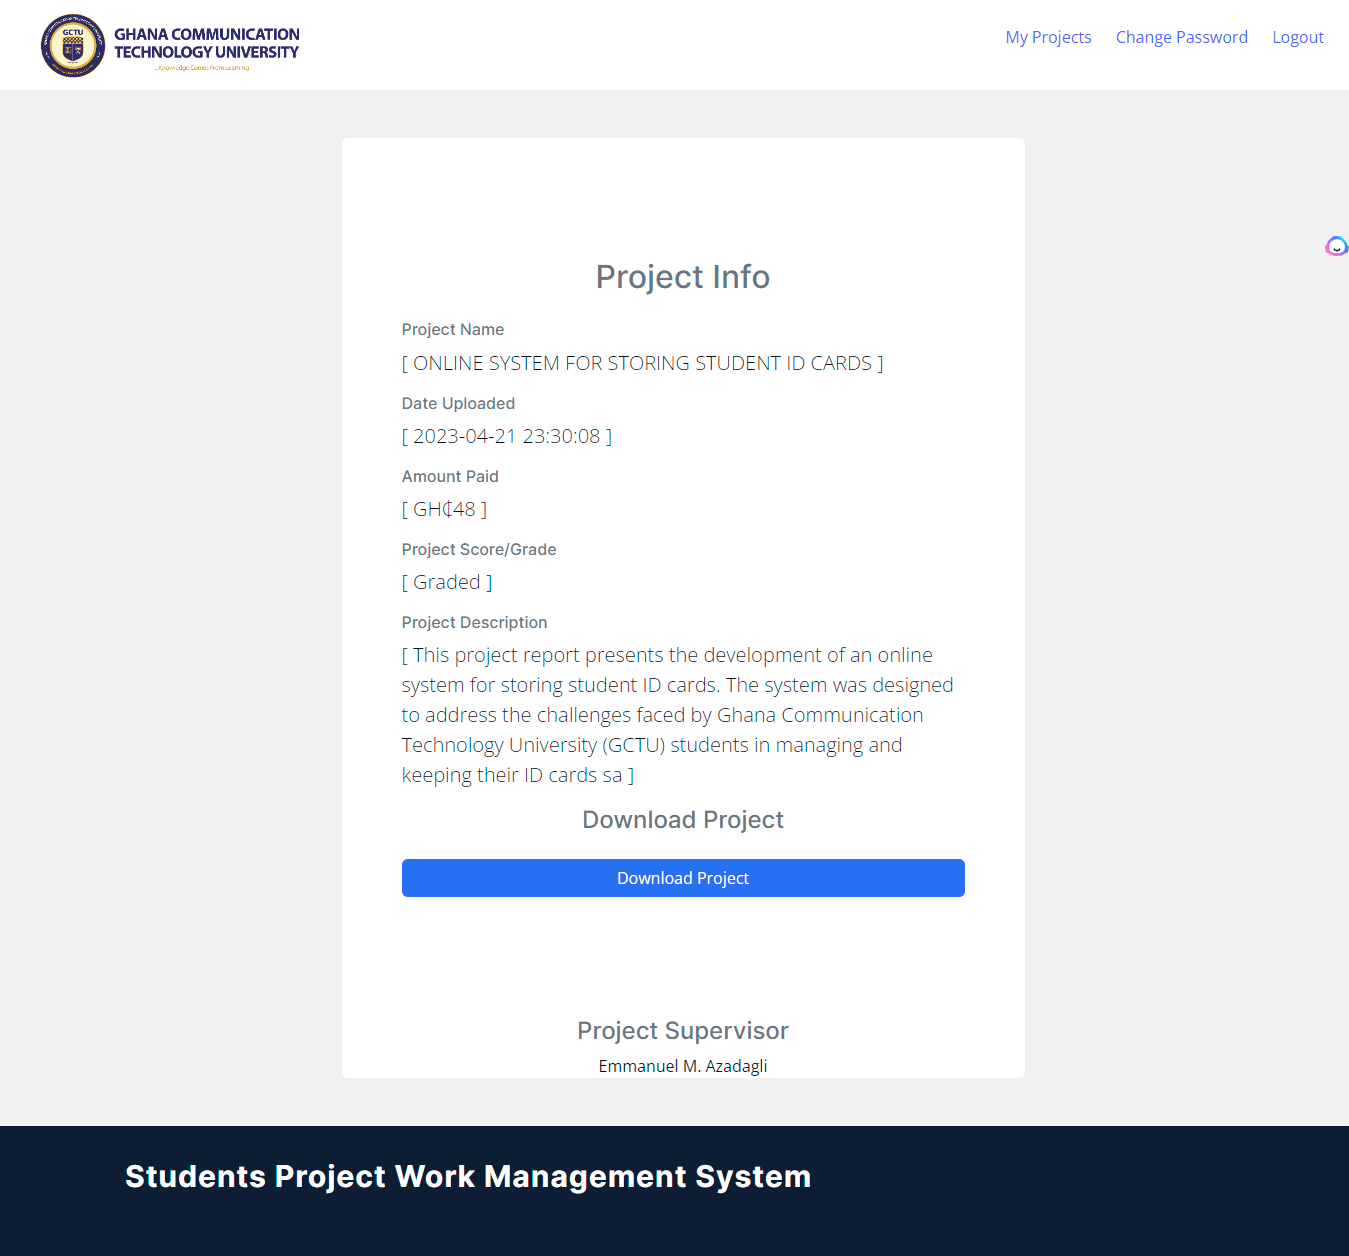 GCTU
GHANA COMMUNICATION
TECHNOLOGY UNIVERSITY
...Knowledge Comes From Learning
My Projects Change Password Logout
Project Info
Project Name
[ ONLINE SYSTEM FOR STORING STUDENT ID CARDS ]
Date Uploaded
[ 2023-04-21 23:30:08 ]
Amount Paid
[ GH₵48 ]
Project Score/Grade
[ Graded ]
Project Description
[ This project report presents the development of an online
system for storing student ID cards. The system was designed
to address the challenges faced by Ghana Communication
Technology University (GCTU) students in managing and
keeping their ID cards sa ]
Download Project
Download Project
Project Supervisor
Emmanuel M. Azadagli
Students Project Work Management System